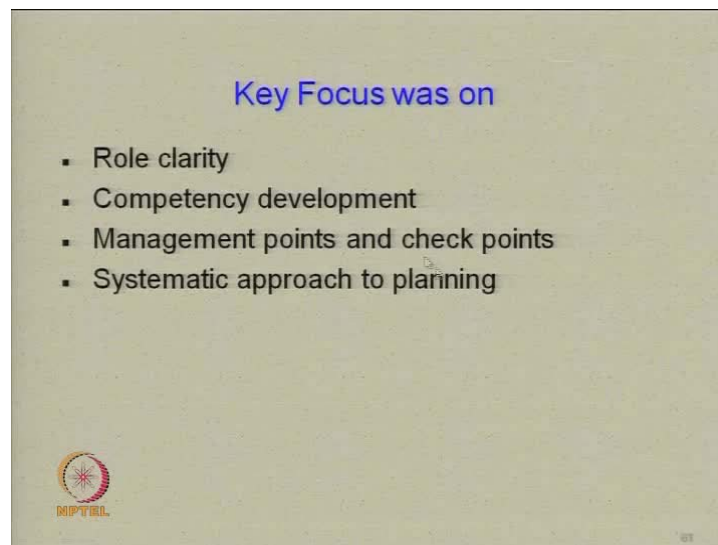 Key Focus was on
Role clarity
Competency development
Management points and check points
Systematic approach to planning
NPTEL